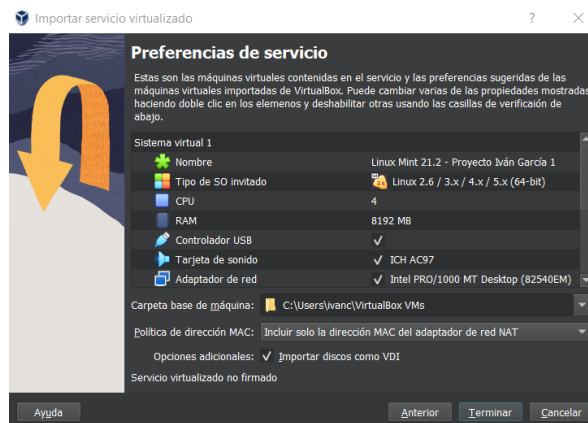 Importar servicio virtualizado ? ×
Preferencias de servicio
Estas son las máquinas virtuales contenidas en el servicio y las preferencias sugeridas de las
máquinas virtuales importadas de VirtualBox. Puede cambiar varias de las propiedades mostradas
haciendo doble clic en los elemenos y deshabilitar otras usando las casillas de verificaión de
abajo.
Sistema virtual 1
Nombre Linux Mint 21.2 - Proyecto Iván García 1
Tipo de SO invitado Linux 2.6 / 3.x / 4.x / 5.x (64-bit)
CPU 4
RAM 8192 MB
Controlador USB
Tarjeta de sonido ICH AC97
Adaptador de red Intel PRO/1000 MT Desktop (82540EM)
Carpeta base de máquina: C:\Users\ivanc\VirtualBox VMs
Política de dirección MAC: Incluir solo la dirección MAC del adaptador de red NAT
Opciones adicionales: Importar discos como VDI
Servicio virtualizado no firmado
Ayuda Anterior Terminar Cancelar